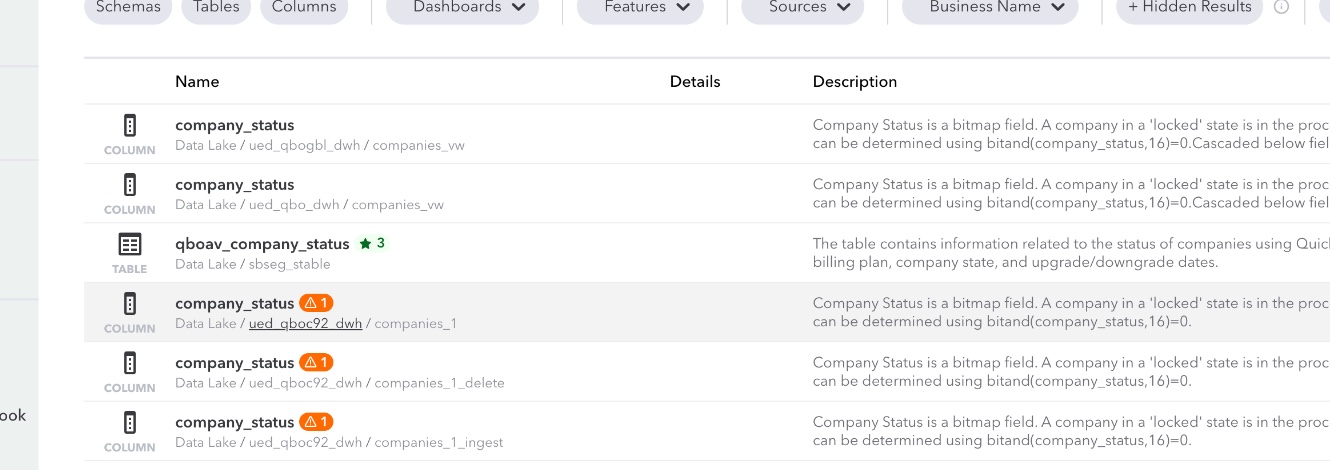 Schemas Tables Columns Dashboards Features Sources Business Name + Hidden Results
Name Details Description
company_status
Data Lake / ued_qbogbl_dwh / companies_vw
COLUMN
Company Status is a bitmap field. A company in a 'locked' state is in the proc
can be determined using bitand(company_status,16)=0.Cascaded below fiel
company_status
Data Lake / ued_qbo_dwh / companies_vw
COLUMN
Company Status is a bitmap field. A company in a 'locked' state is in the proc
can be determined using bitand(company_status,16)=0.Cascaded below fiel
qboav_company_status 3
Data Lake / sbseg_stable
TABLE
The table contains information related to the status of companies using Quic
billing plan, company state, and upgrade/downgrade dates.
company_status 1
Data Lake / ued_qboc92_dwh / companies_1
COLUMN
Company Status is a bitmap field. A company in a 'locked' state is in the proc
can be determined using bitand(company_status,16)=0.
company_status 1
Data Lake / ued_qboc92_dwh / companies_1_delete
COLUMN
Company Status is a bitmap field. A company in a 'locked' state is in the proc
can be determined using bitand(company_status,16)=0.
ook
company_status 1
Data Lake / ued_qboc92_dwh / companies_1_ingest
COLUMN
Company Status is a bitmap field. A company in a 'locked' state is in the proc
can be determined using bitand(company_status,16)=0.